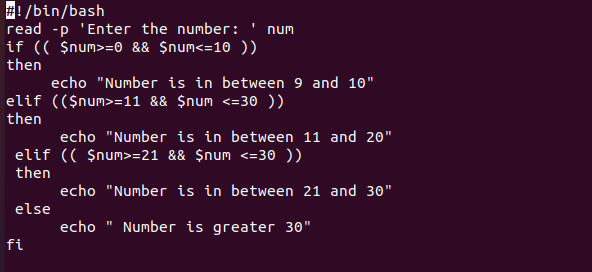 #!/bin/bash
read -p 'Enter the number: ' num
if (( $num>=0 && $num<=10 ))
then
     echo "Number is in between 9 and 10"
elif (($num>=11 && $num <=30 ))
then
      echo "Number is in between 11 and 20"
 elif (( $num>=21 && $num <=30 ))
 then
      echo "Number is in between 21 and 30"
 else
      echo " Number is greater 30"
fi